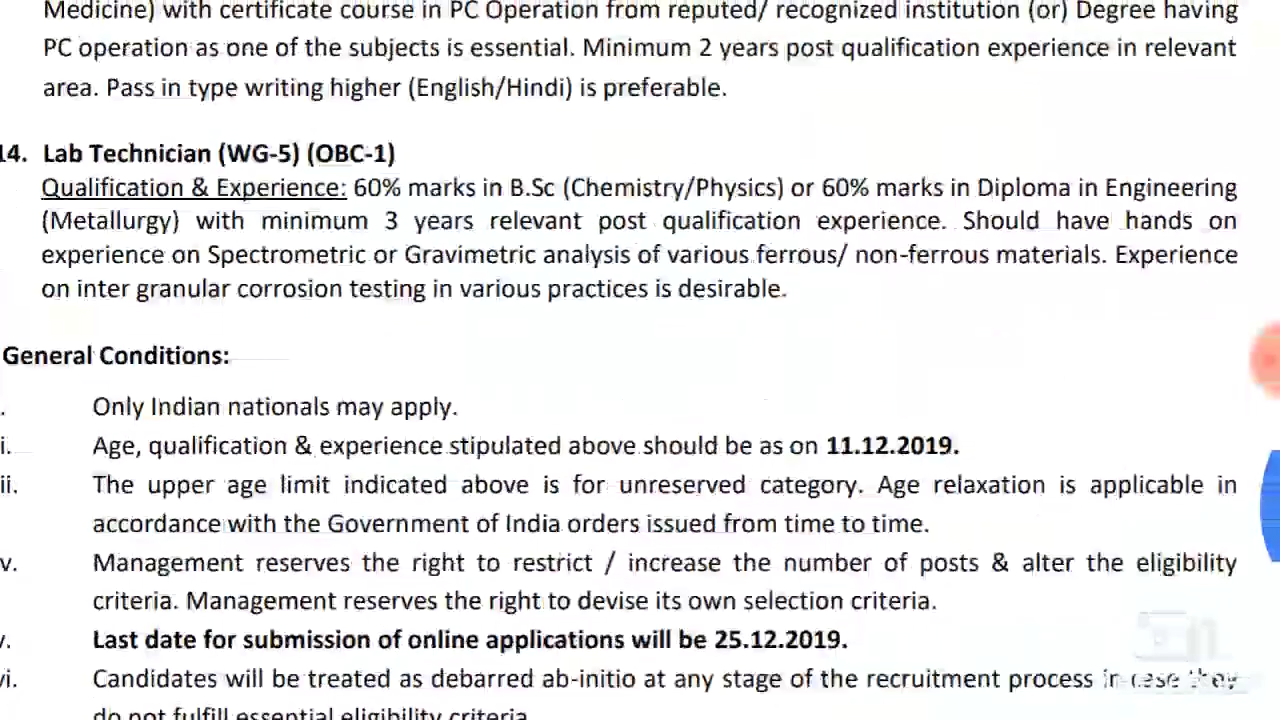 Medicine) with certificate course in PC Operation from reputed/ recognized institution (or) Degree having
PC operation as one of the subjects is essential. Minimum 2 years post qualification experience in relevant
area. Pass in type writing higher (English/Hindi) is preferable.
14. Lab Technician (WG-5) (OBC-1)
Qualification & Experience: 60% marks in B.Sc (Chemistry/Physics) or 60% marks in Diploma in Engineering
(Metallurgy) with minimum 3 years relevant post qualification experience. Should have hands on
experience on Spectrometric or Gravimetric analysis of various ferrous/ non-ferrous materials. Experience
on inter granular corrosion testing in various practices is desirable.
General Conditions:
. Only Indian nationals may apply.
i. Age, qualification & experience stipulated above should be as on 11.12.2019.
ii. The upper age limit indicated above is for unreserved category. Age relaxation is applicable in
accordance with the Government of India orders issued from time to time.
v. Management reserves the right to restrict / increase the number of posts & alter the eligibility
criteria. Management reserves the right to devise its own selection criteria.
v. Last date for submission of online applications will be 25.12.2019.
vi. Candidates will be treated as debarred ab-initio at any stage of the recruitment process in case they
do not fulfill essential eligibility criteria